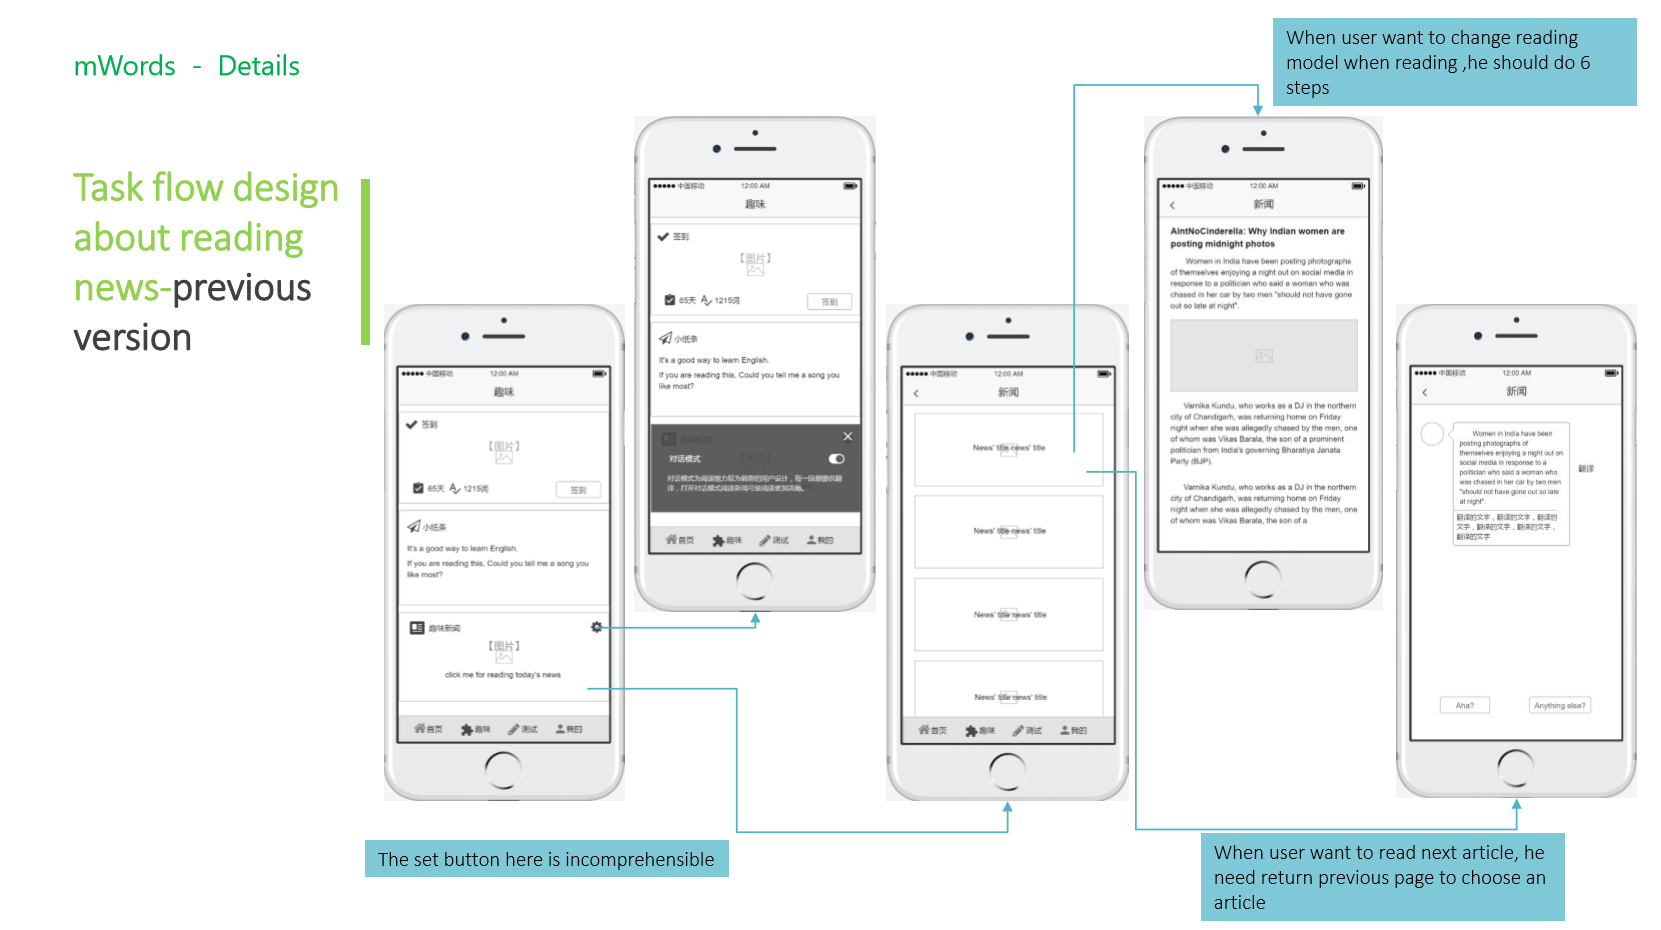 mWords - Details
Task flow design
about reading
news-previous
version
When user want to change reading
model when reading ,he should do 6
steps
中国移动 12:00 AM
趣味
签到
【图片】
65天 1215词
签到
小纸条
It's a good way to learn English.
If you are reading this, Could you tell me a song you
like most?
趣味新闻
【图片】
click me for reading today's news
首页 趣味 测试 我的
中国移动 12:00 AM
趣味
签到
【图片】
65天 1215词
签到
小纸条
It's a good way to learn English.
If you are reading this, Could you tell me a song you
like most?
对话模式
对话模式为阅读能力较为弱势的用户设计，每一段都提供翻
译，打开对话模式阅读新闻可使阅读更加流畅。
首页 趣味 测试 我的
中国移动 12:00 AM
新闻
News' title news' title
News' title news' title
News' title news' title
News' title news' title
首页 趣味 测试 我的
中国移动 12:00 AM
新闻
AintNoCinderella: Why Indian women are
posting midnight photos
Women in India have been posting photographs
of themselves enjoying a night out on social media in
response to a politician who said a woman who was
chased in her car by two men "should not have gone
out so late at night".
Varnika Kundu, who works as a DJ in the northern
city of Chandigarh, was returning home on Friday
night when she was allegedly chased by the men, one
of whom was Vikas Barala, the son of a prominent
politician from India's governing Bharatiya Janata
Party (BJP).
Varnika Kundu, who works as a DJ in the northern
city of Chandigarh, was returning home on Friday
night when she was allegedly chased by the men, one
of whom was Vikas Barala, the son of a
中国移动 12:00 AM
新闻
Women in India have been
posting photographs of
themselves enjoying a night out on
social media in response to a
politician who said a woman who
was chased in her car by two men
"should not have gone out so late
at night".
翻译
翻译的文字，翻译的文字，翻译的
文字，翻译的文字，翻译的文字，
翻译的文字
Aha? Anything else?
The set button here is incomprehensible
When user want to read next article, he
need return previous page to choose an
article